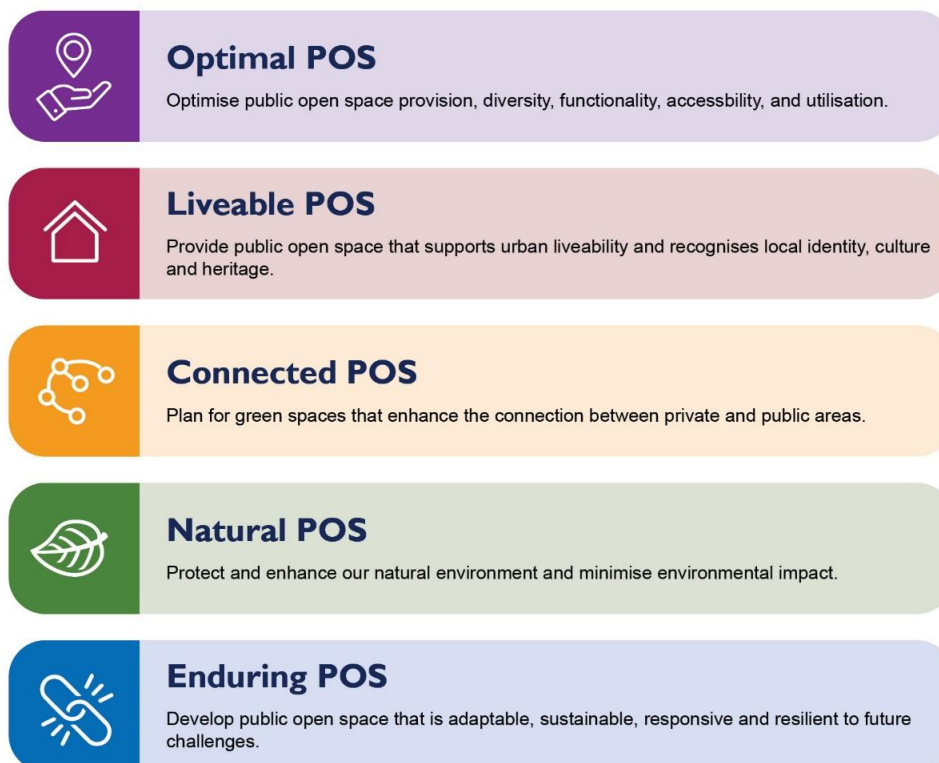 Optimal POS
Optimise public open space provision, diversity, functionality, accessbility, and utilisation.
Liveable POS
Provide public open space that supports urban liveability and recognises local identity, culture
and heritage.
Connected POS
Plan for green spaces that enhance the connection between private and public areas.
Natural POS
Protect and enhance our natural environment and minimise environmental impact.
Enduring POS
Develop public open space that is adaptable, sustainable, responsive and resilient to future
challenges.